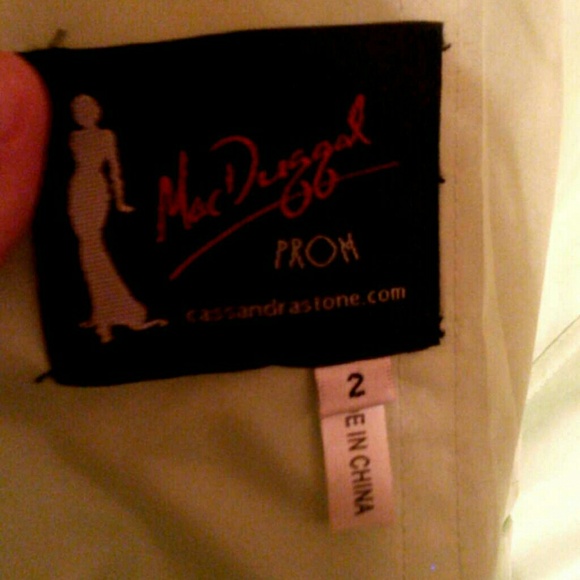 MacDuggal
PROM
cassandrastone.com
2
E IN CHINA